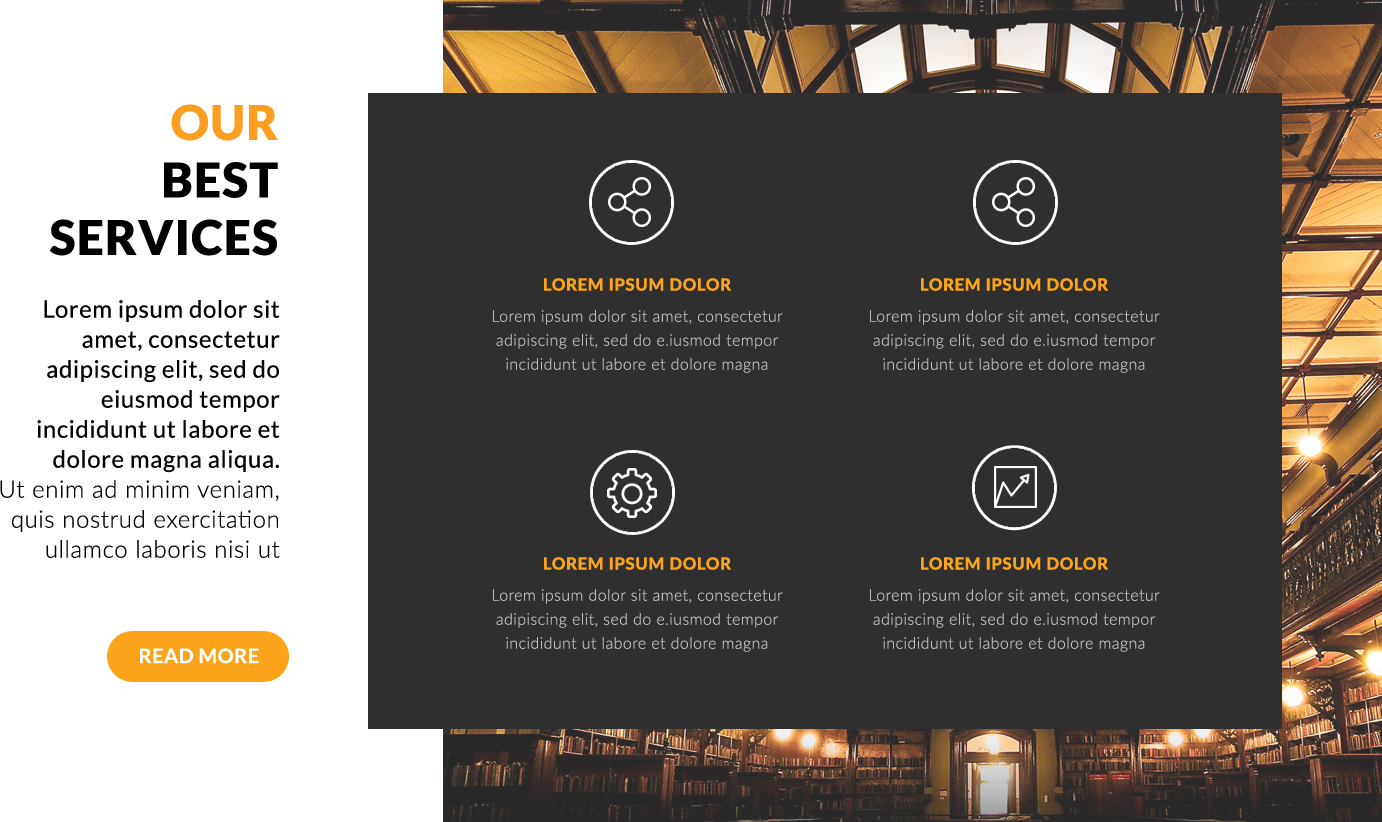 OUR
BEST
SERVICES
Lorem ipsum dolor sit
amet, consectetur
adipiscing elit, sed do
eiusmod tempor
incididunt ut labore et
dolore magna aliqua.
Ut enim ad minim veniam,
quis nostrud exercitation
ullamco laboris nisi ut
READ MORE
LOREM IPSUM DOLOR
Lorem ipsum dolor sit amet, consectetur
adipiscing elit, sed do e.iusmod tempor
incididunt ut labore et dolore magna
LOREM IPSUM DOLOR
Lorem ipsum dolor sit amet, consectetur
adipiscing elit, sed do e.iusmod tempor
incididunt ut labore et dolore magna
LOREM IPSUM DOLOR
Lorem ipsum dolor sit amet, consectetur
adipiscing elit, sed do e.iusmod tempor
incididunt ut labore et dolore magna
LOREM IPSUM DOLOR
Lorem ipsum dolor sit amet, consectetur
adipiscing elit, sed do e.iusmod tempor
incididunt ut labore et dolore magna